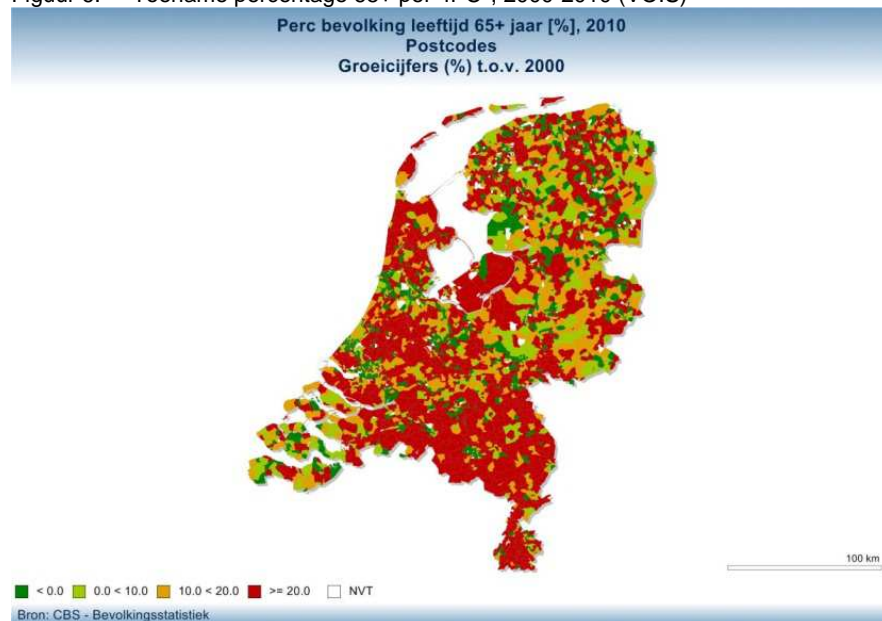 Perc bevolking leeftijd 65+ jaar [%], 2010
Postcodes
Groeicijfers (%) t.o.v. 2000
100 km
< 0.0 0.0 < 10.0 10.0 < 20.0 >= 20.0 NVT
Bron: CBS - Bevolkingsstatistiek